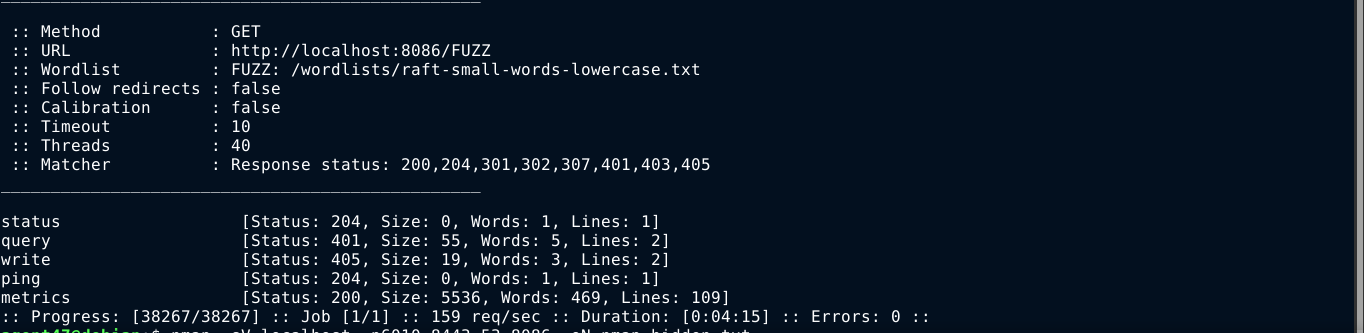 ________________________________________________
:: Method           : GET
:: URL              : http://localhost:8086/FUZZ
:: Wordlist         : FUZZ: /wordlists/raft-small-words-lowercase.txt
:: Follow redirects : false
:: Calibration      : false
:: Timeout          : 10
:: Threads          : 40
:: Matcher          : Response status: 200,204,301,302,307,401,403,405
________________________________________________
status                  [Status: 204, Size: 0, Words: 1, Lines: 1]
query                   [Status: 401, Size: 55, Words: 5, Lines: 2]
write                   [Status: 405, Size: 19, Words: 3, Lines: 2]
ping                    [Status: 204, Size: 0, Words: 1, Lines: 1]
metrics                 [Status: 200, Size: 5536, Words: 469, Lines: 109]
:: Progress: [38267/38267] :: Job [1/1] :: 159 req/sec :: Duration: [0:04:15] :: Errors: 0 ::